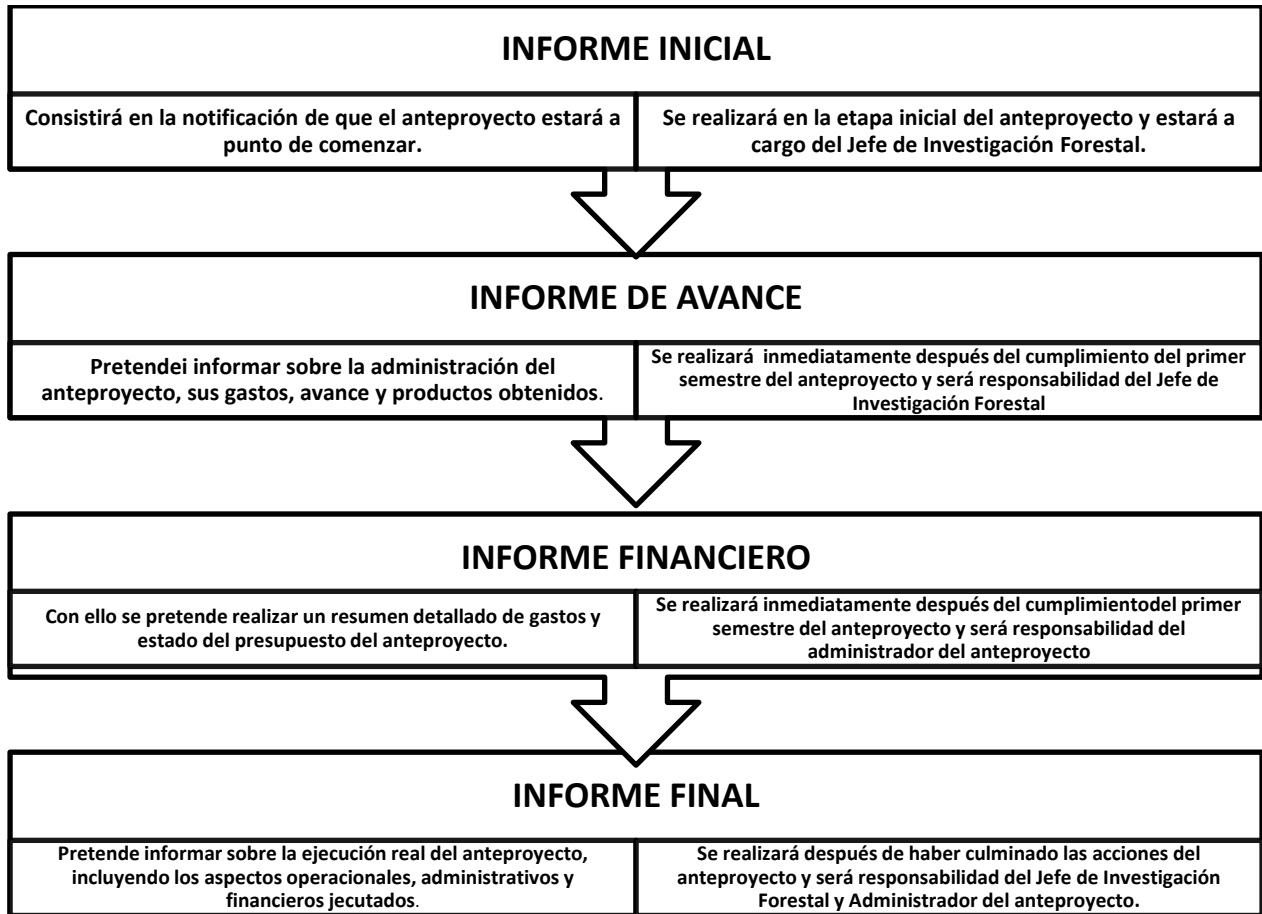 INFORME INICIAL
Consistirá en la notificación de que el anteproyecto estará a
punto de comenzar.
Se realizará en la etapa inicial del anteproyecto y estará a
cargo del Jefe de Investigación Forestal.
INFORME DE AVANCE
Pretendei informar sobre la administración del
anteproyecto, sus gastos, avance y productos obtenidos.
Se realizará inmediatamente después del cumplimiento del primer
semestre del anteproyecto y será responsabilidad del Jefe de
Investigación Forestal
INFORME FINANCIERO
Con ello se pretende realizar un resumen detallado de gastos y
estado del presupuesto del anteproyecto.
Se realizará inmediatamente después del cumplimientodel primer
semestre del anteproyecto y será responsabilidad del
administrador del anteproyecto
INFORME FINAL
Pretende informar sobre la ejecución real del anteproyecto,
incluyendo los aspectos operacionales, administrativos y
financieros jecutados.
Se realizará después de haber culminado las acciones del
anteproyecto y será responsabilidad del Jefe de Investigación
Forestal y Administrador del anteproyecto.